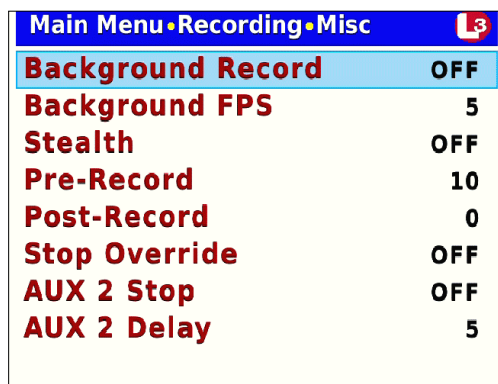 Main Menu•Recording•Misc L3
Background Record OFF
Background FPS 5
Stealth OFF
Pre-Record 10
Post-Record 0
Stop Override OFF
AUX 2 Stop OFF
AUX 2 Delay 5